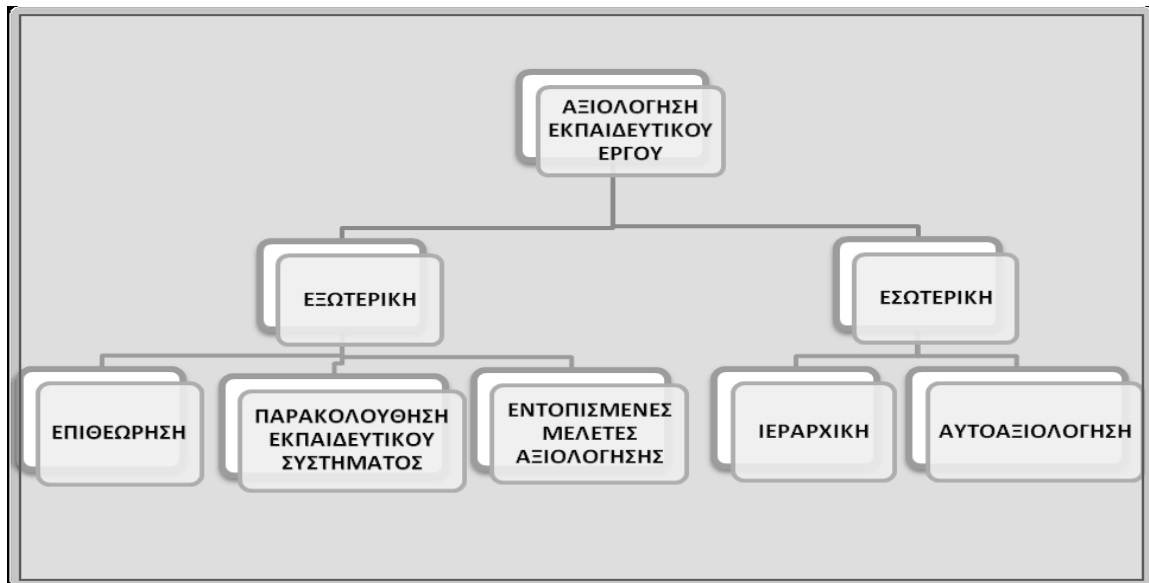 ΑΞΙΟΛΟΓΗΣΗ
ΕΚΠΑΙΔΕΥΤΙΚΟΥ
ΕΡΓΟΥ
ΕΞΩΤΕΡΙΚΗ
ΕΣΩΤΕΡΙΚΗ
ΕΠΙΘΕΩΡΗΣΗ
ΠΑΡΑΚΟΛΟΥΘΗΣΗ
ΕΚΠΑΙΔΕΥΤΙΚΟΥ
ΣΥΣΤΗΜΑΤΟΣ
ΕΝΤΟΠΙΣΜΕΝΕΣ
ΜΕΛΕΤΕΣ
ΑΞΙΟΛΟΓΗΣΗΣ
ΙΕΡΑΡΧΙΚΗ
ΑΥΤΟΑΞΙΟΛΟΓΗΣΗ